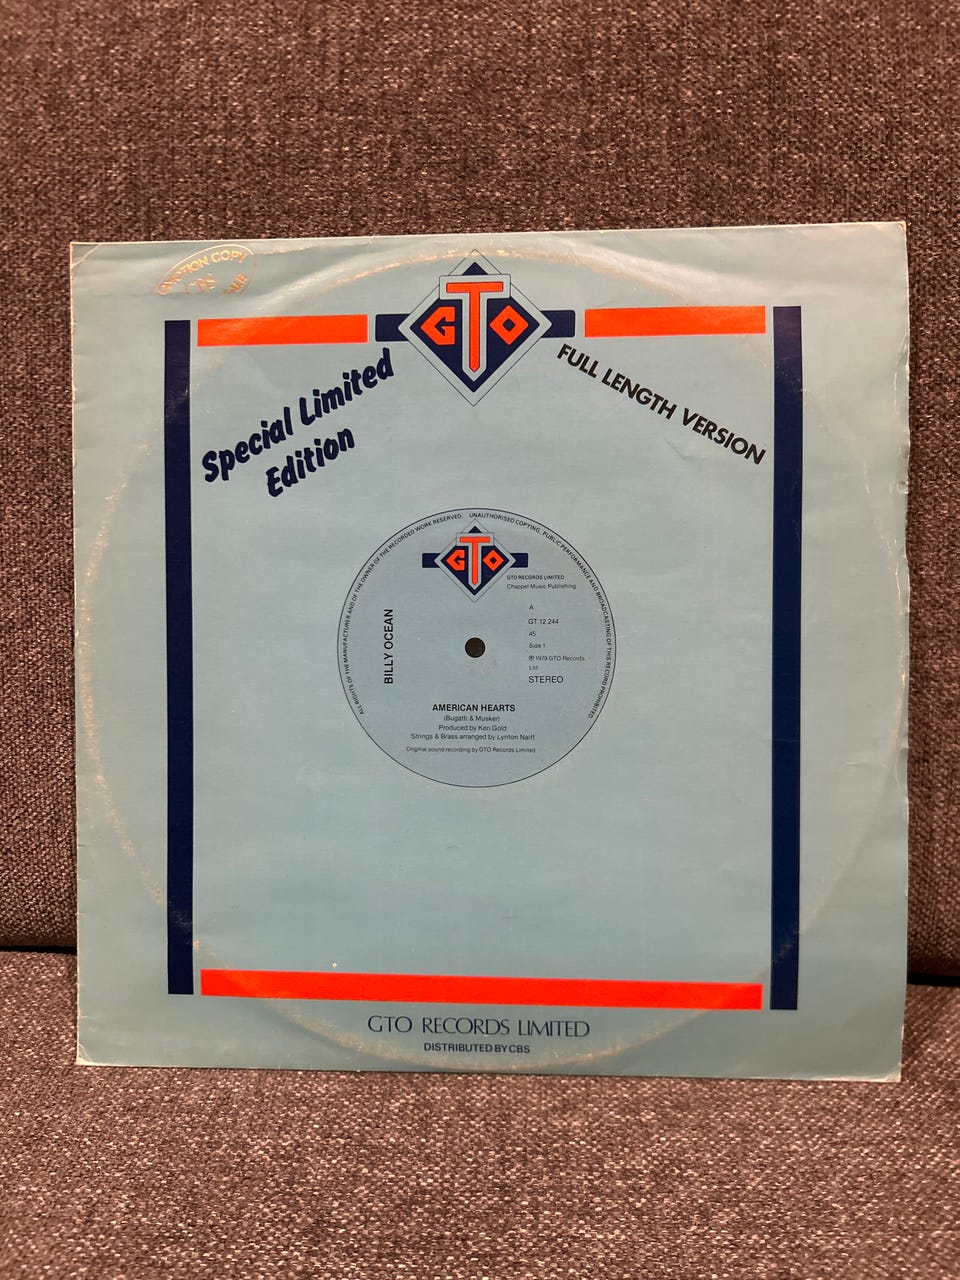 MOTION COPY
CBS
GTO
Special Limited
Edition
FULL LENGTH VERSION
ALL RIGHTS OF THE MANUFACTURER AND OF THE OWNER OF THE RECORDED WORK RESERVED UNAUTHORISED COPYING, PUBLIC PERFORMANCE AND BROADCASTING OF THIS RECORD PROHIBITED
GTO
GTO RECORDS LIMITED
Chappel Music Publishing
A
GT 12 244
45
Side 1
℗ 1979 GTO Records
Ltd
STEREO
BILLY OCEAN
AMERICAN HEARTS
(Bugatti & Musker)
Produced by Ken Gold
Strings & Brass arranged by Lynton Naiff
Original sound recording by GTO Records Limited
GTO RECORDS LIMITED
DISTRIBUTED BY CBS